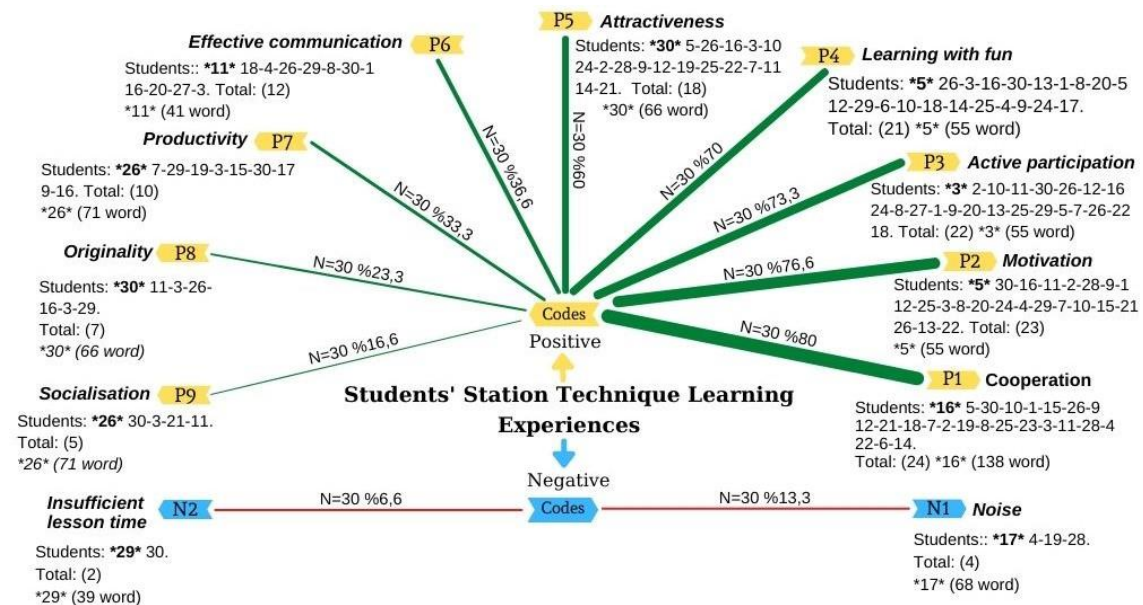 P5 Attractiveness
Students: *30* 5-26-16-3-10
24-2-28-9-12-19-25-22-7-11
14-21. Total: (18)
*30* (66 word)
N=30 %60
Effective communication P6
Students:: *11* 18-4-26-29-8-30-1
16-20-27-3. Total: (12)
*11* (41 word)
N=30 %36,6
P4 Learning with fun
Students: *5* 26-3-16-30-13-1-8-20-5
12-29-6-10-18-14-25-4-9-24-17.
Total: (21) *5* (55 word)
N=30 %70
Productivity P7
Students: *26* 7-29-19-3-15-30-17
9-16. Total: (10)
*26* (71 word)
N=30 %33,3
P3 Active participation
Students: *3* 2-10-11-30-26-12-16
24-8-27-1-9-20-13-25-29-5-7-26-22
18. Total: (22) *3* (55 word)
N=30 %73,3
Originality P8
Students: *30* 11-3-26-
16-3-29.
Total: (7)
*30* (66 word)
N=30 %23,3
P2 Motivation
Students: *5* 30-16-11-2-28-9-1
12-25-3-8-20-24-4-29-7-10-15-21
26-13-22. Total: (23)
*5* (55 word)
N=30 %76,6
Codes
Positive
Socialisation P9
Students: *26* 30-3-21-11.
Total: (5)
*26* (71 word)
N=30 %16,6
P1 Cooperation
Students: *16* 5-30-10-1-15-26-9
12-21-18-7-2-19-8-25-23-3-11-28-4
22-6-14.
Total: (24) *16* (138 word)
N=30 %80
Students' Station Technique Learning
Experiences
Negative
Codes
Insufficient
lesson time N2
Students: *29* 30.
Total: (2)
*29* (39 word)
N=30 %6,6
N=30 %13,3
N1 Noise
Students:: *17* 4-19-28.
Total: (4)
*17* (68 word)